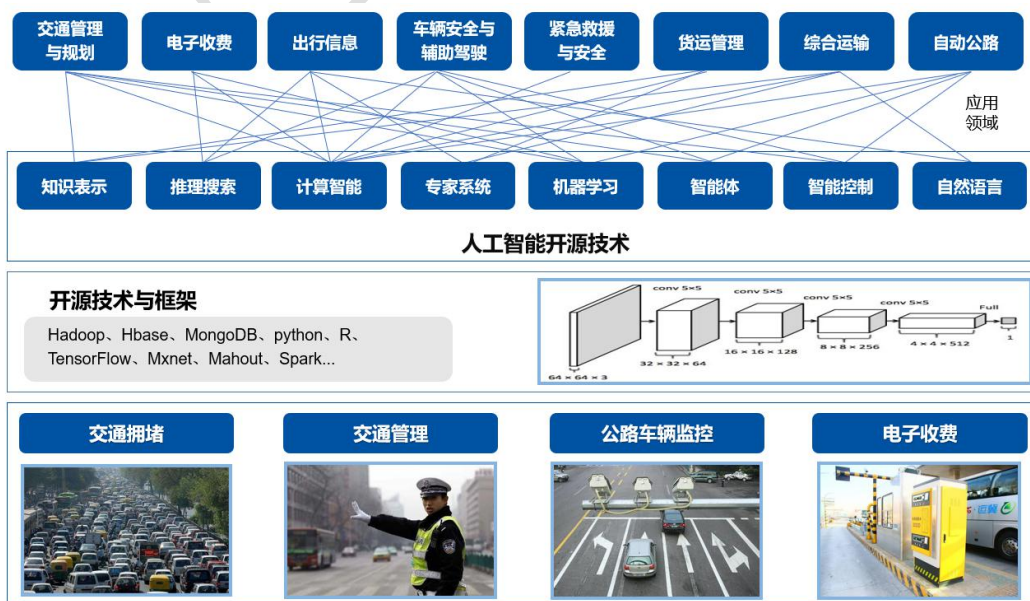 交通管理
与规划
电子收费
出行信息
车辆安全与
辅助驾驶
紧急救援
与安全
货运管理
综合运输
自动公路
应用
领域
知识表示
推理搜索
计算智能
专家系统
机器学习
智能体
智能控制
自然语言
人工智能开源技术
开源技术与框架
Hadoop、Hbase、MongoDB、python、R、
TensorFlow、Mxnet、Mahout、Spark...
conv 5×5
conv 5×5
conv 5×5
conv 5×5
Full
64 × 64 × 3
32 × 32 × 64
16 × 16 × 128
8 × 8 × 256
4 × 4 × 512
1
交通拥堵
交通管理
公路车辆监控
电子收费